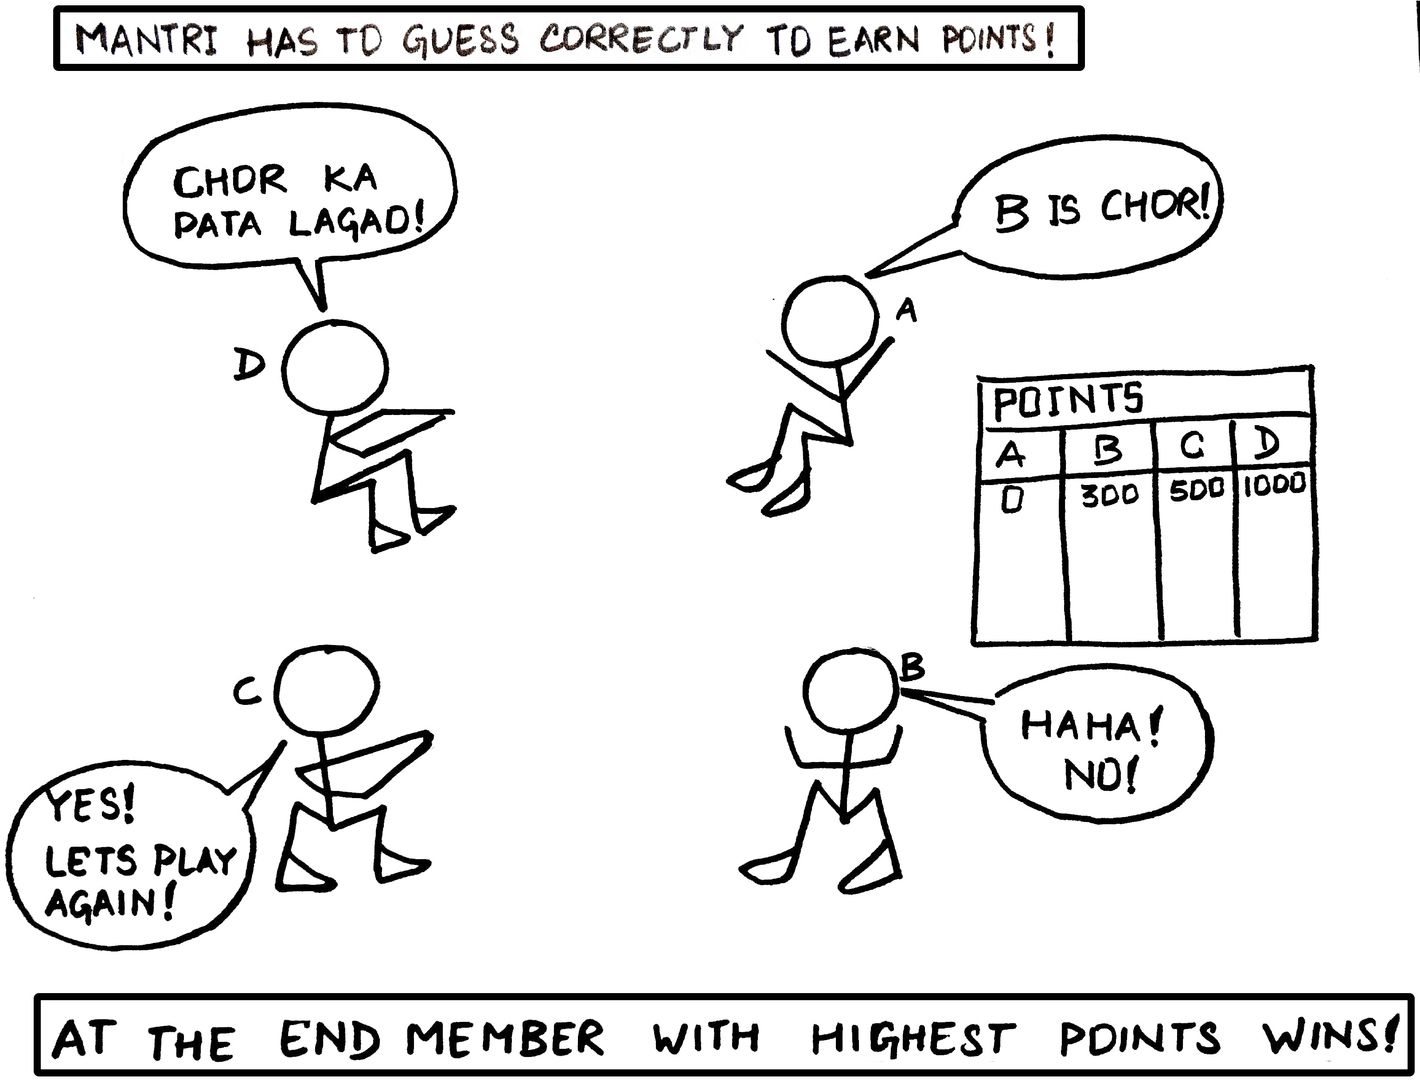 MANTRI HAS TO GUESS CORRECTLY TO EARN POINTS!
CHOR KA
PATA LAGAO!
B IS CHOR!
D
A
POINTS
A B C D
0 300 500 1000
C
B
HAHA!
NO!
YES!
LETS PLAY
AGAIN!
AT THE END MEMBER WITH HIGHEST POINTS WINS!